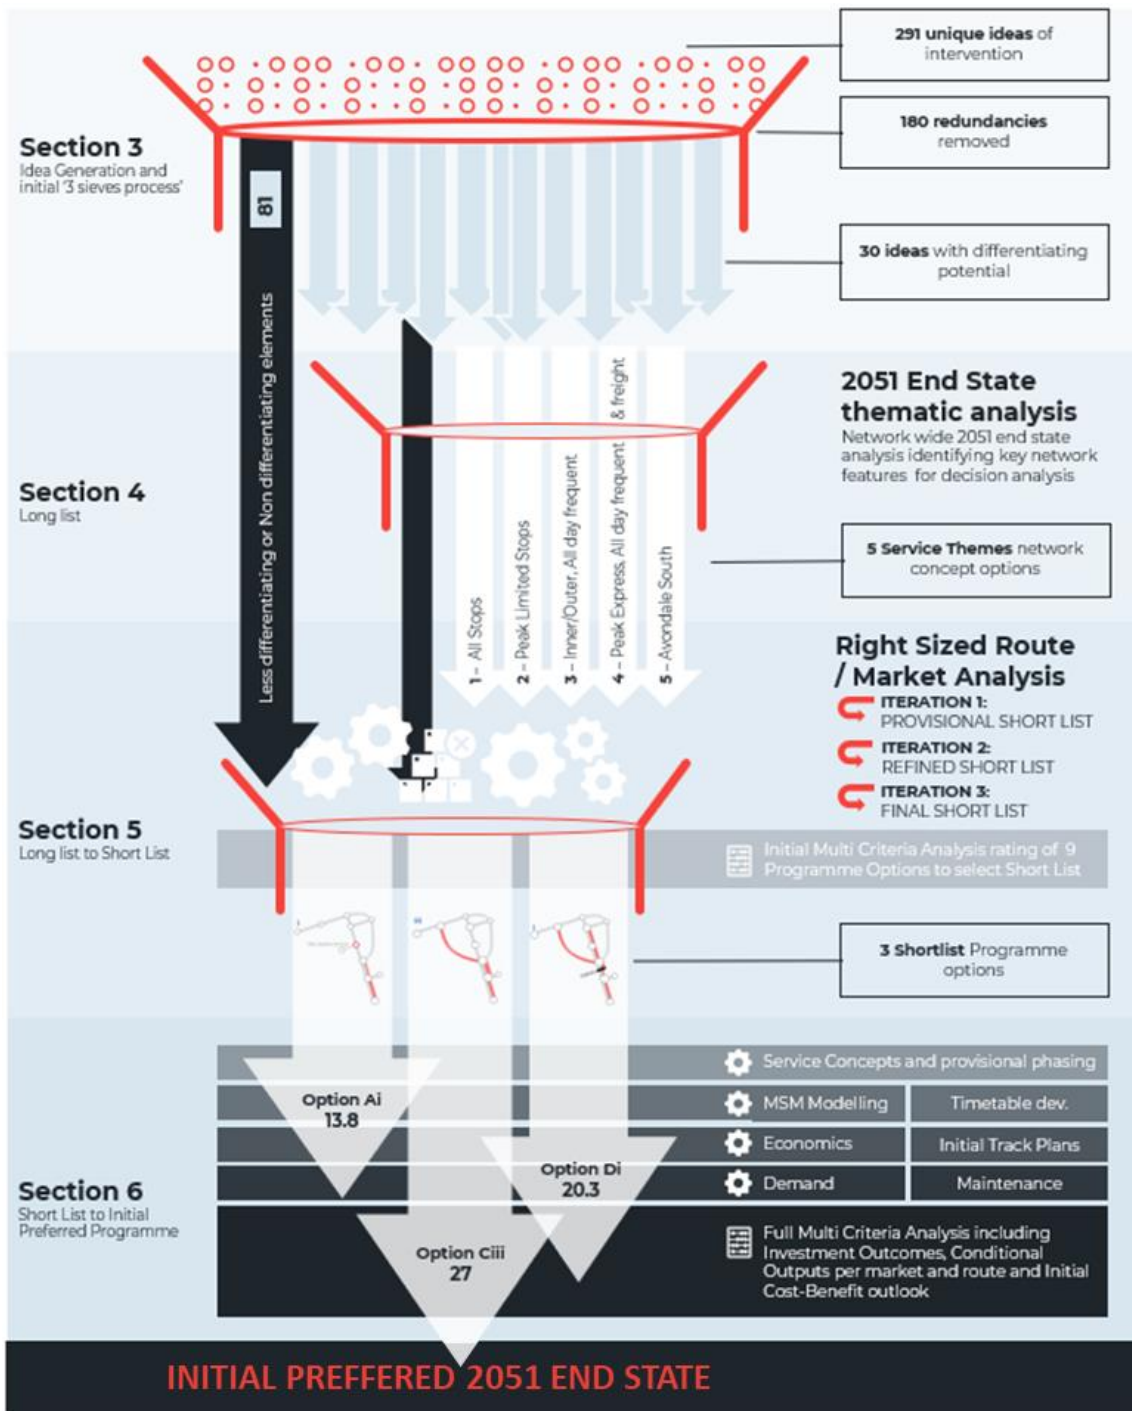 291 unique ideas of
intervention
180 redundancies
removed
Section 3
Idea Generation and
initial '3 sieves process'
81
30 ideas with differentiating
potential
Less differentiating or Non differentiating elements
2051 End State
thematic analysis
Network wide 2051 end state
analysis identifying key network
features for decision analysis
Section 4
Long list
1 – All Stops
2 – Peak Limited Stops
3 – Inner/Outer, All day frequent
4 – Peak Express, All day frequent & freight
5 – Avondale South
5 Service Themes network
concept options
Right Sized Route
/ Market Analysis
ITERATION 1:
PROVISIONAL SHORT LIST
ITERATION 2:
REFINED SHORT LIST
ITERATION 3:
FINAL SHORT LIST
Section 5
Long list to Short List
Initial Multi Criteria Analysis rating of 9
Programme Options to select Short List
3 Shortlist Programme
options
Service Concepts and provisional phasing
Option Ai
13.8
MSM Modelling
Timetable dev.
Economics
Initial Track Plans
Option Di
20.3
Demand
Maintenance
Section 6
Short List to Initial
Preferred Programme
Option Ciii
27
Full Multi Criteria Analysis including
Investment Outcomes, Conditional
Outputs per market and route and Initial
Cost-Benefit outlook
INITIAL PREFFERED 2051 END STATE